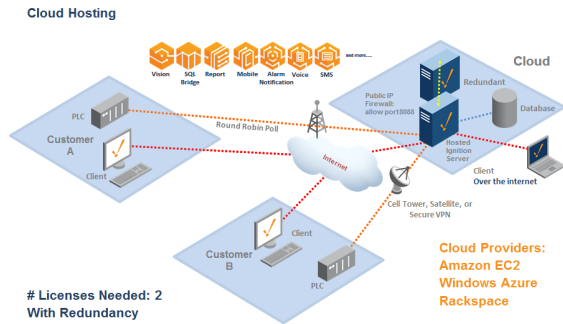 Cloud Hosting
and more....
Vision
SQL
Bridge
Report
Mobile
Alarm
Notification
Voice
SMS
Cloud
Redundant
Public IP
Firewall:
allow port18088
Database
Hosted
Ignition
Server
PLC
Round Robin Poll
Customer
A
Client
Internet
Client
Over the internet
Cell Tower, Satellite, or
Secure VPN
Client
Customer
B
PLC
Cloud Providers:
Amazon EC2
Windows Azure
Rackspace
# Licenses Needed: 2
With Redundancy